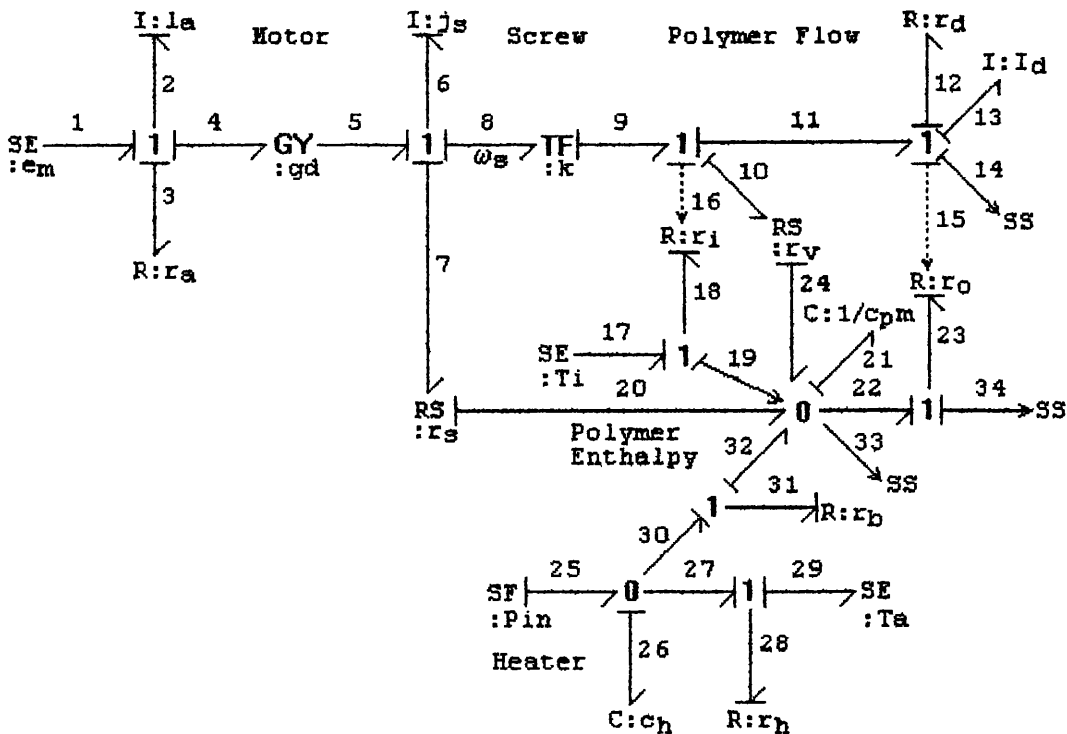 I:la Motor I:js Screw Polymer Flow R:rd
I:Id
2 6 12 13
1 4 5 8 9 11
SE :em 1 GY :gd 1 ωs TF :k 1 1
3 10 14
16 15 SS
R:ra 7 R:ri RS :rv R:ro
18 24 C:1/cpm 23
17 19 21
SE :Ti 1 20 22 34
RS :rs 0 1 SS
Polymer Enthalpy 32 33
SS
31
1 R:rb
30
25 27 29
SF :Pin 0 1 SE :Ta
26 28
Heater
C:ch R:rh